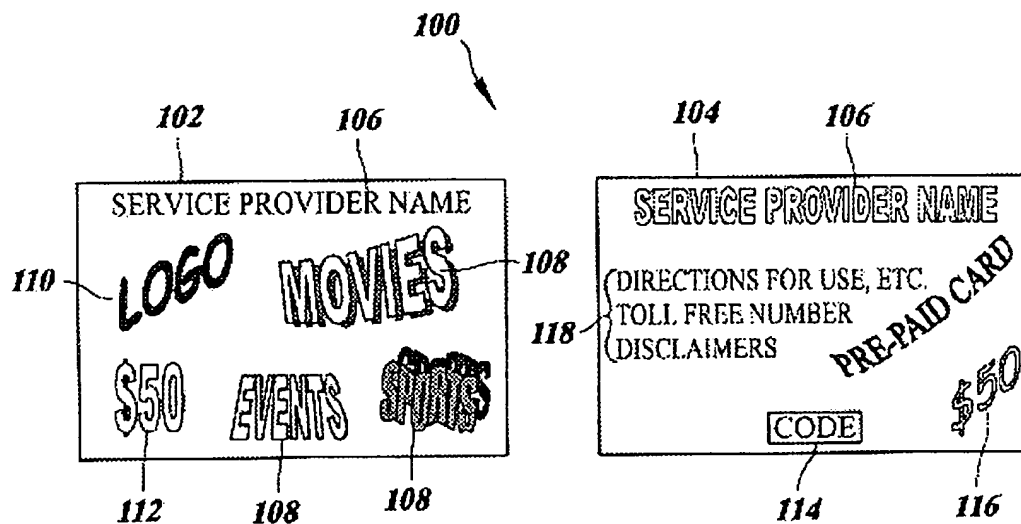 100
102
106
SERVICE PROVIDER NAME
110
LOGO
MOVIES
108
$50
EVENTS
SPORTS
112
108
108
104
106
SERVICE PROVIDER NAME
118
DIRECTIONS FOR USE, ETC.
TOLL FREE NUMBER
DISCLAIMERS
PRE-PAID CARD
$50
CODE
114
116